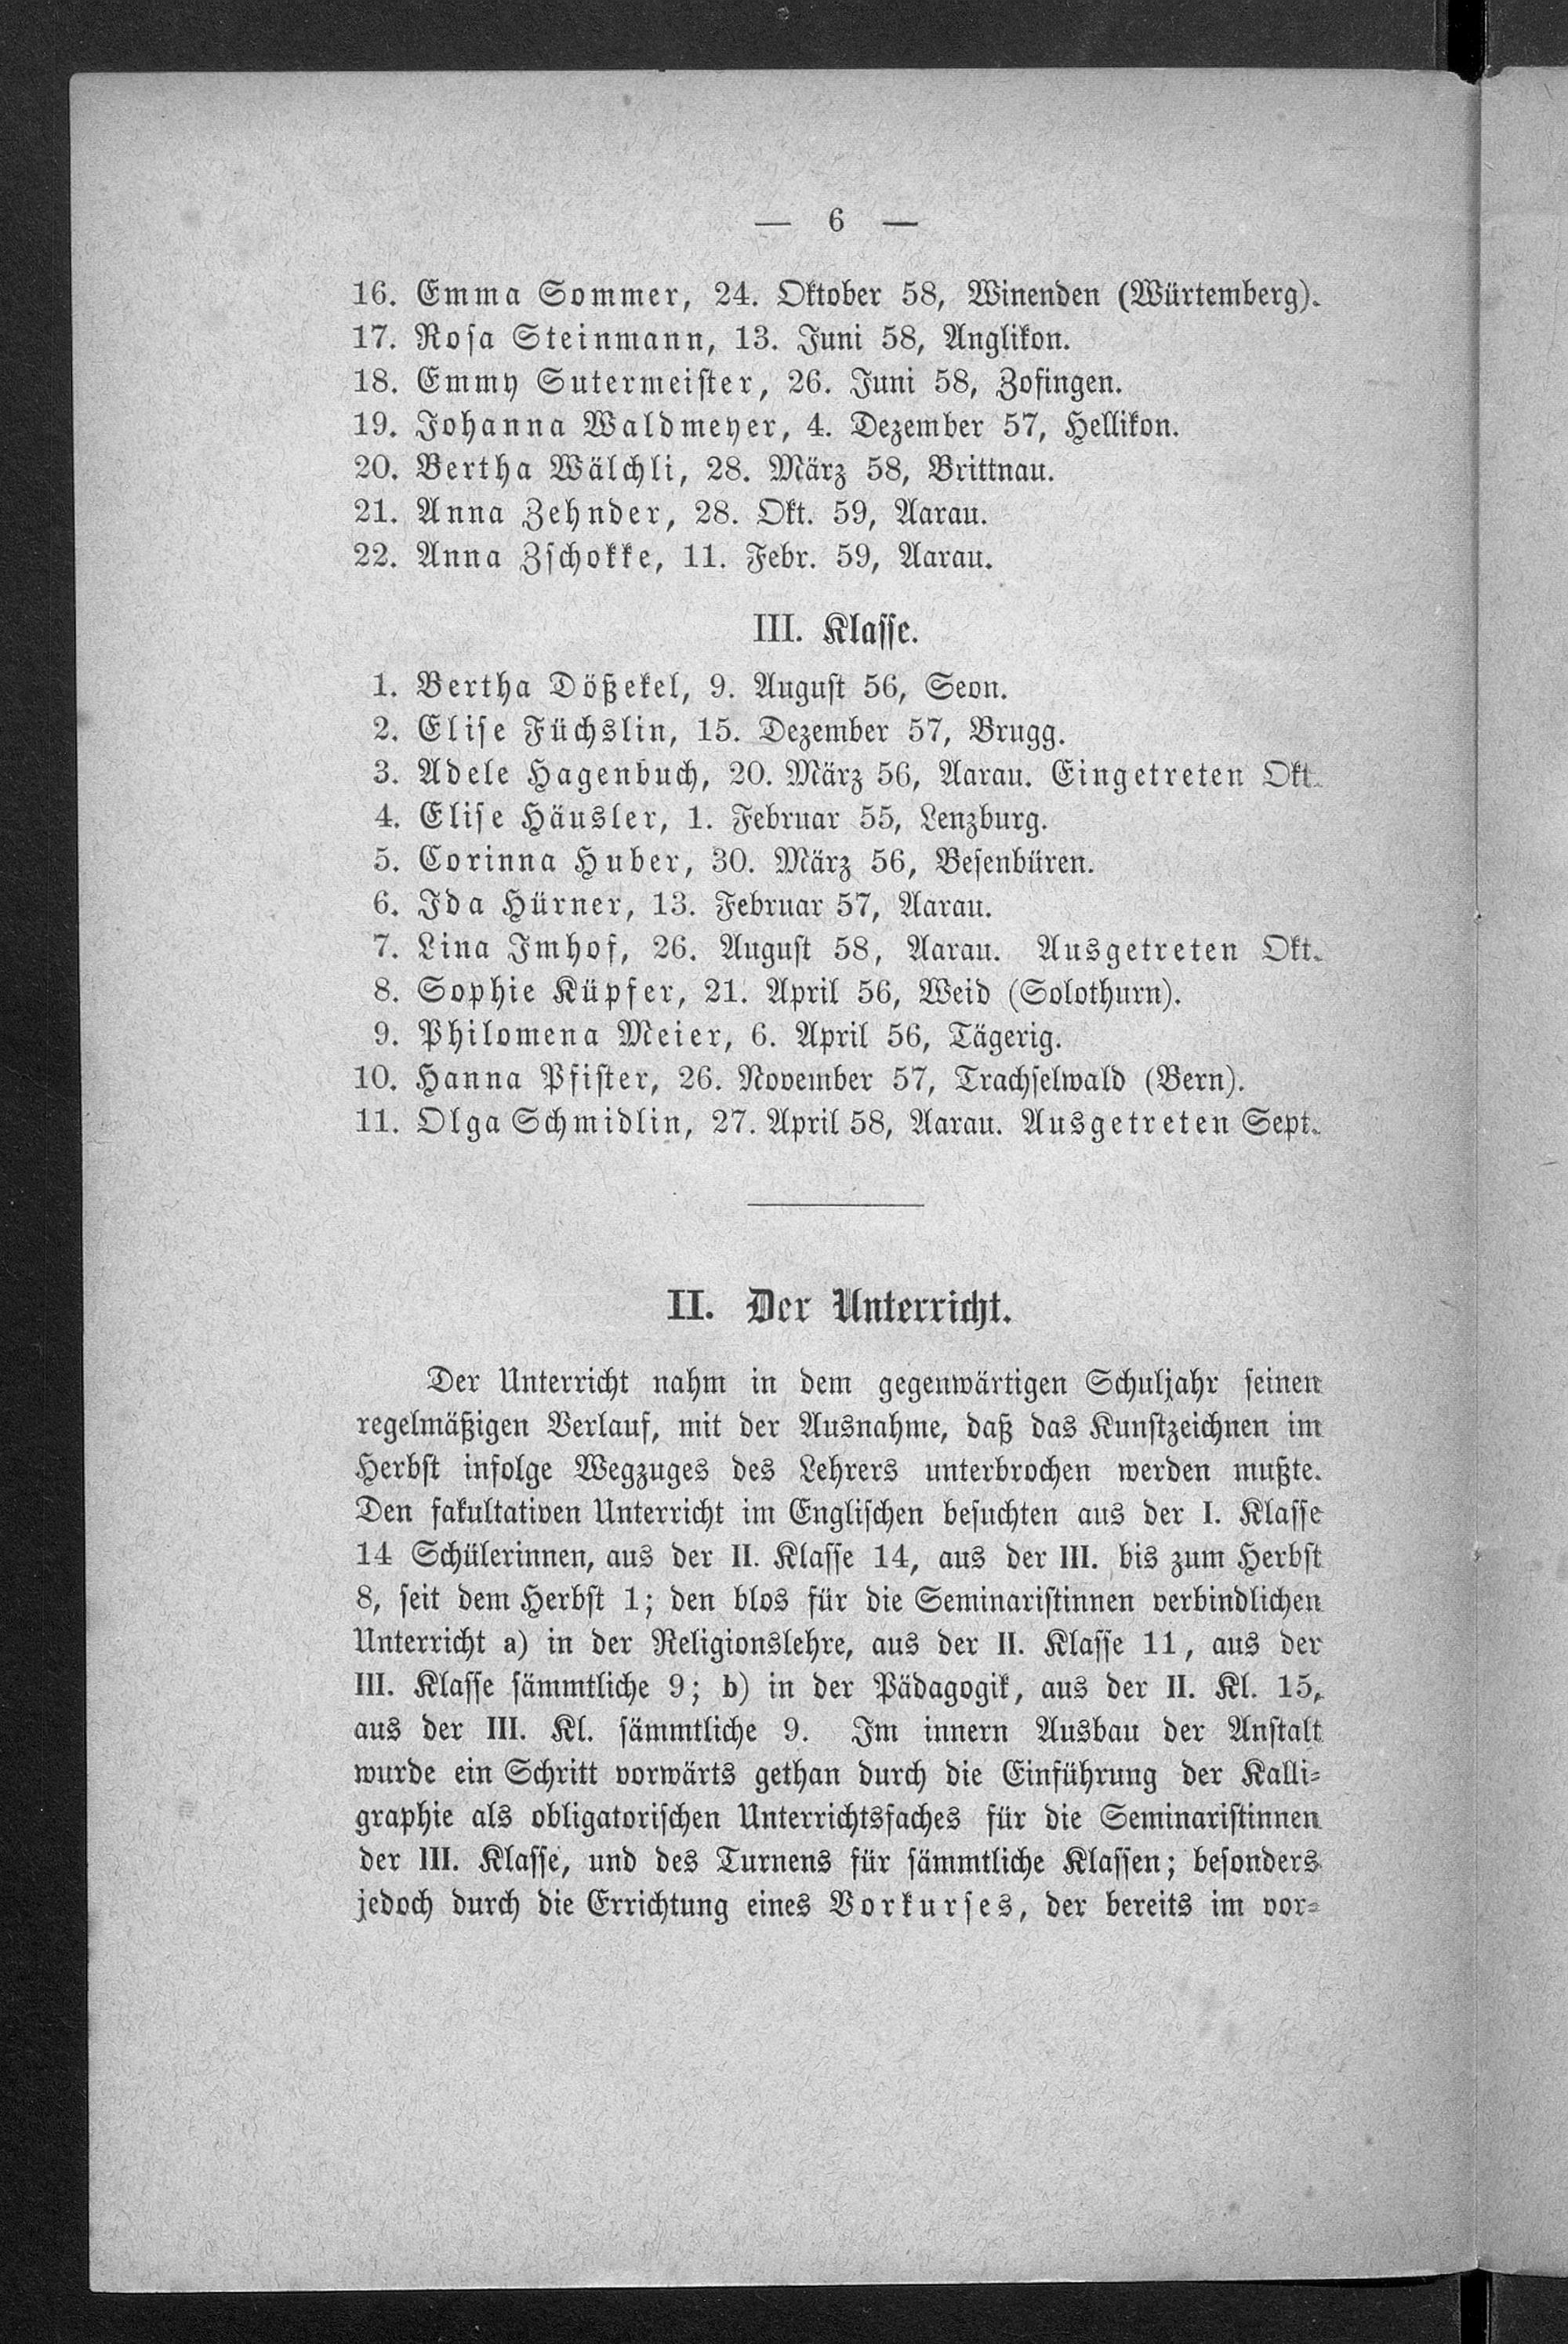 — 6 —
16. Emma Sommer, 24. Oktober 58, Winenden (Würtemberg).
17. Rosa Steinmann, 13. Juni 58, Anglikon.
18. Emmy Sutermeister, 26. Juni 58, Zofingen.
19. Johanna Waldmeyer, 4. Dezember 57, Hellikon.
20. Bertha Wälchli, 28. März 58, Brittnau.
21. Anna Zehnder, 28. Okt. 59, Aarau.
22. Anna Zschokke, 11. Febr. 59, Aarau.
III. Klasse.
1. Bertha Dößekel, 9. August 56, Seon.
2. Elise Füchslin, 15. Dezember 57, Brugg.
3. Adele Hagenbuch, 20. März 56, Aarau. Eingetreten Okt.
4. Elise Häusler, 1. Februar 55, Lenzburg.
5. Corinna Huber, 30. März 56, Besenbüren.
6. Ida Hürner, 13. Februar 57, Aarau.
7. Lina Imhof, 26. August 58, Aarau. Ausgetreten Okt.
8. Sophie Küpfer, 21. April 56, Weid (Solothurn).
9. Philomena Meier, 6. April 56, Tägerig.
10. Hanna Pfister, 26. November 57, Trachselwald (Bern).
11. Olga Schmidlin, 27. April 58, Aarau. Ausgetreten Sept.
II. Der Unterricht.
Der Unterricht nahm in dem gegenwärtigen Schuljahr seinen
regelmäßigen Verlauf, mit der Ausnahme, daß das Kunstzeichnen im
Herbst infolge Wegzuges des Lehrers unterbrochen werden mußte.
Den fakultativen Unterricht im Englischen besuchten aus der I. Klasse
14 Schülerinnen, aus der II. Klasse 14, aus der III. bis zum Herbst
8, seit dem Herbst 1; den blos für die Seminaristinnen verbindlichen
Unterricht a) in der Religionslehre, aus der II. Klasse 11, aus der
III. Klasse sämmtliche 9; b) in der Pädagogik, aus der II. Kl. 15,
aus der III. Kl. sämmtliche 9. Im innern Ausbau der Anstalt
wurde ein Schritt vorwärts gethan durch die Einführung der Kalli-
graphie als obligatorischen Unterrichtsfaches für die Seminaristinnen
der III. Klasse, und des Turnens für sämmtliche Klassen; besonders
jedoch durch die Errichtung eines Vorkurses, der bereits im vor-